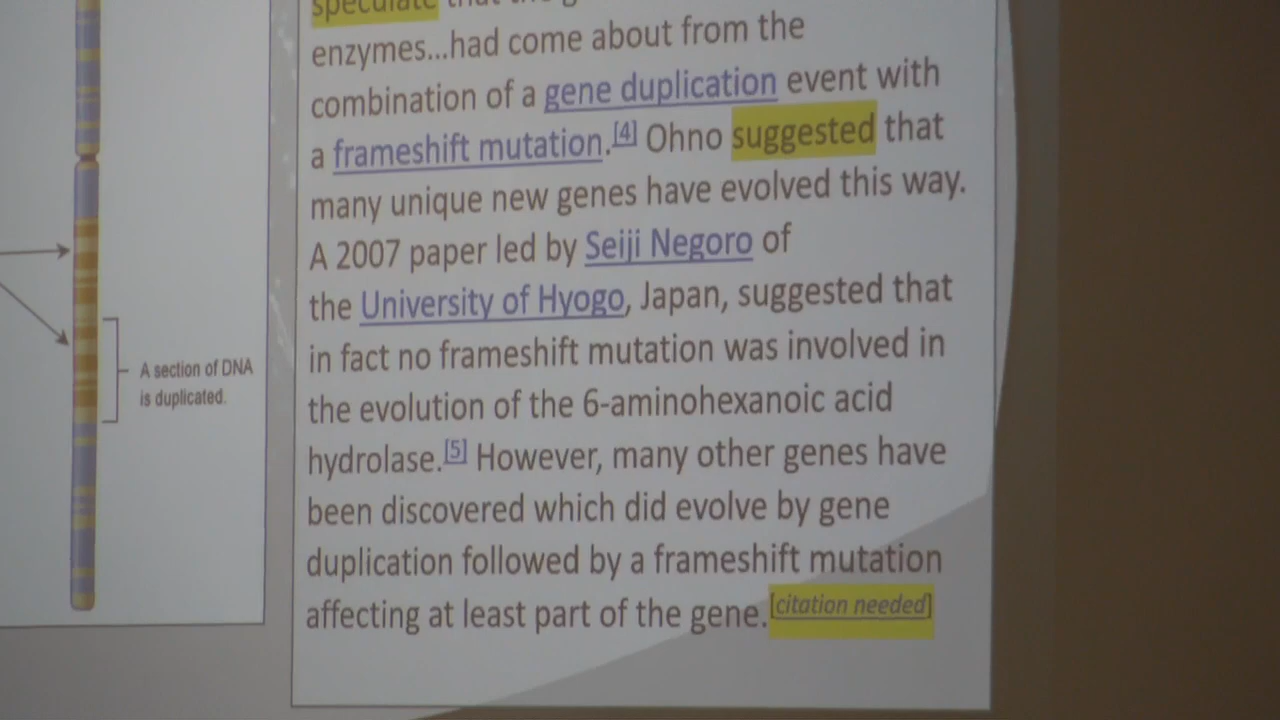 A section of DNA
is duplicated.
speculate that the
enzymes...had come about from the
combination of a gene duplication event with
a frameshift mutation.[4] Ohno suggested that
many unique new genes have evolved this way.
A 2007 paper led by Seiji Negoro of
the University of Hyogo, Japan, suggested that
in fact no frameshift mutation was involved in
the evolution of the 6-aminohexanoic acid
hydrolase.[5] However, many other genes have
been discovered which did evolve by gene
duplication followed by a frameshift mutation
affecting at least part of the gene.[citation needed]